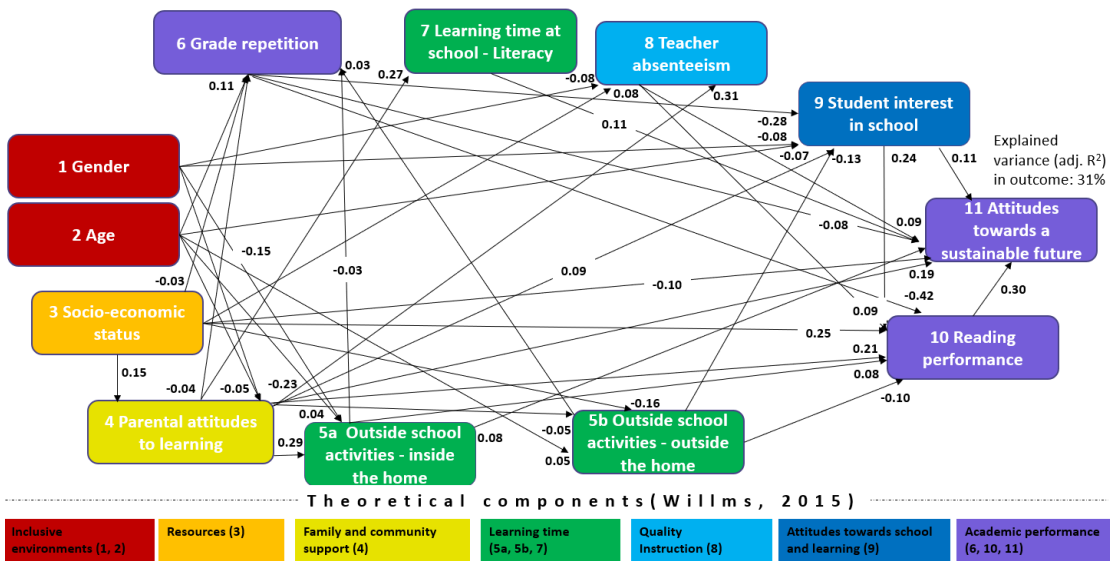 6 Grade repetition
7 Learning time at
school - Literacy
8 Teacher
absenteeism
9 Student interest
in school
Explained
variance (adj. R²)
in outcome: 31%
1 Gender
2 Age
3 Socio-economic
status
4 Parental attitudes
to learning
5a  Outside school
activities - inside
the home
5b Outside school
activities - outside
the home
10 Reading
performance
11 Attitudes
towards a
sustainable future
0.11
0.03
0.27
-0.08
0.08
0.31
0.11
-0.28
-0.08
-0.07
-0.13
0.24
0.11
-0.15
-0.03
0.09
-0.10
-0.08
0.09
0.19
-0.42
0.30
-0.03
0.09
0.25
0.15
0.21
0.08
-0.04
-0.05
-0.23
0.04
-0.16
-0.10
0.29
0.08
-0.05
0.05
Theoretical components (Willms, 2015)
Inclusive
environments (1, 2)
Resources (3)
Family and community
support (4)
Learning time
(5a, 5b, 7)
Quality
Instruction (8)
Attitudes towards school
and learning (9)
Academic performance
(6, 10, 11)